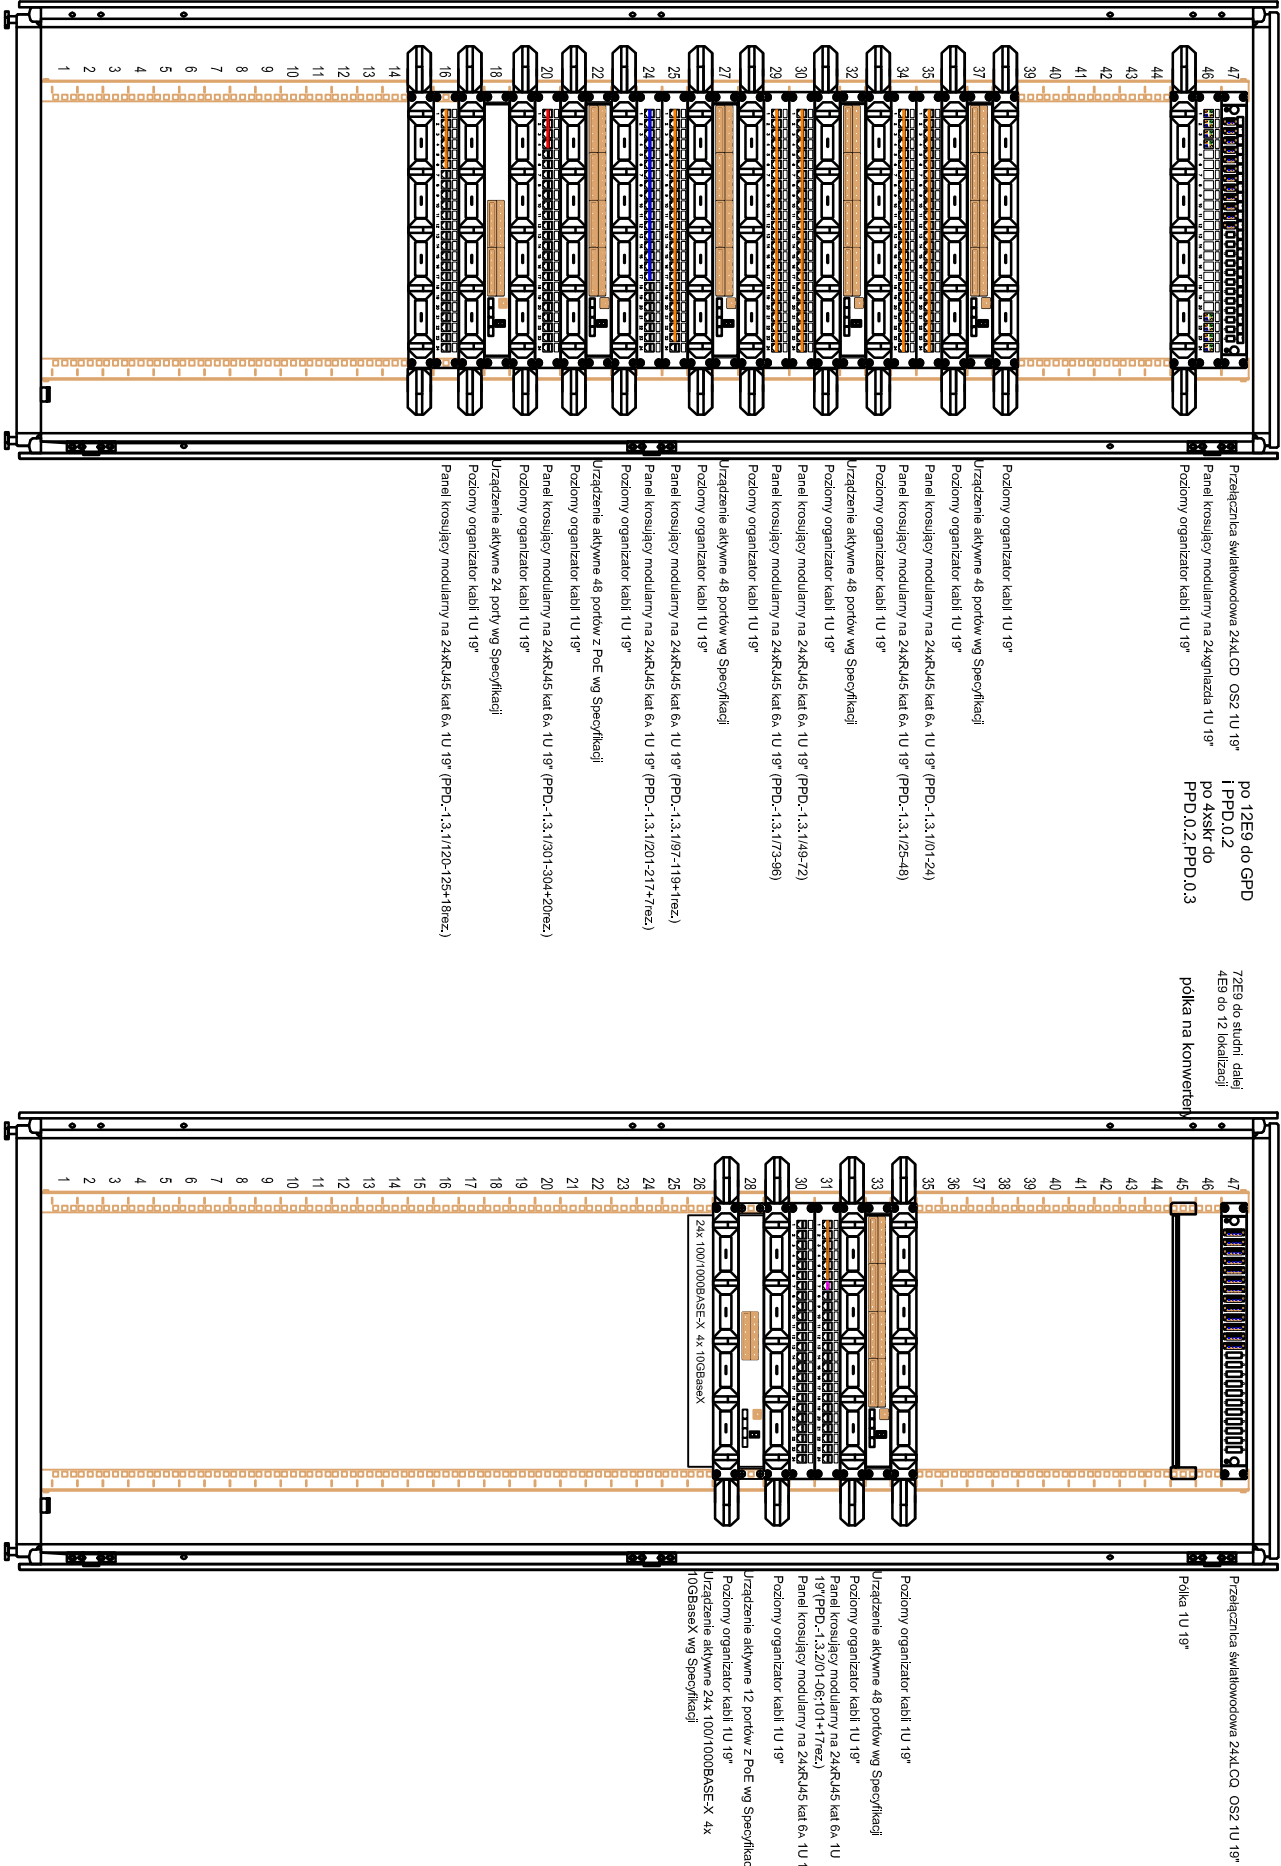 47
46
44
43
42
41
40
39
37
35
34
32
30
29
27
25
24
22
20
18
16
14
13
12
11
10
9
8
7
6
5
4
3
2
1
Przełącznica światłowodowa 24xLCD OS2 1U 19"
Panel krosujący modularny na 24xgniazda 1U 19"
Poziomy organizator kabli 1U 19"
po 12E9 do GPD
i PPD.0.2
po 4xskr do
PPD.0.2,PPD.0.3
Poziomy organizator kabli 1U 19"
Urządzenie aktywne 48 portów wg Specyfikacji
Poziomy organizator kabli 1U 19"
Panel krosujący modularny na 24xRJ45 kat 6A 1U 19" (PPD.-1.3.1/01-24)
Panel krosujący modularny na 24xRJ45 kat 6A 1U 19" (PPD.-1.3.1/25-48)
Poziomy organizator kabli 1U 19"
Urządzenie aktywne 48 portów wg Specyfikacji
Poziomy organizator kabli 1U 19"
Panel krosujący modularny na 24xRJ45 kat 6A 1U 19" (PPD.-1.3.1/49-72)
Panel krosujący modularny na 24xRJ45 kat 6A 1U 19" (PPD.-1.3.1/73-96)
Poziomy organizator kabli 1U 19"
Urządzenie aktywne 48 portów wg Specyfikacji
Poziomy organizator kabli 1U 19"
Panel krosujący modularny na 24xRJ45 kat 6A 1U 19" (PPD.-1.3.1/97-119+1rez.)
Panel krosujący modularny na 24xRJ45 kat 6A 1U 19" (PPD.-1.3.1/201-217+7rez.)
Poziomy organizator kabli 1U 19"
Urządzenie aktywne 48 portów z PoE wg Specyfikacji
Poziomy organizator kabli 1U 19"
Panel krosujący modularny na 24xRJ45 kat 6A 1U 19" (PPD.-1.3.1/301-304+20rez.)
Poziomy organizator kabli 1U 19"
Urządzenie aktywne 24 porty wg Specyfikacji
Poziomy organizator kabli 1U 19"
Panel krosujący modularny na 24xRJ45 kat 6A 1U 19" (PPD.-1.3.1/120-125+18rez.)
72E9 do studni dalej
4E9 do 12 lokalizacji
półka na konwertery
47
46
45
44
43
42
41
40
39
38
37
36
35
33
31
30
28
26
25
24
23
22
21
20
19
18
17
16
15
14
13
12
11
10
9
8
7
6
5
4
3
2
1
24x 100/1000BASE-X 4x 10GBaseX
Przełącznica światłowodowa 24xLCQ OS2 1U 19"
Półka 1U 19"
Poziomy organizator kabli 1U 19"
Urządzenie aktywne 48 portów wg Specyfikacji
Poziomy organizator kabli 1U 19"
Panel krosujący modularny na 24xRJ45 kat 6A 1U
19"(PPD.-1.3.2/01-06;101+17rez.)
Panel krosujący modularny na 24xRJ45 kat 6A 1U 1
Poziomy organizator kabli 1U 19"
Urządzenie aktywne 12 portów z PoE wg Specyfikac
Poziomy organizator kabli 1U 19"
Urządzenie aktywne 24x 100/1000BASE-X 4x
10GBaseX wg Specyfikacji